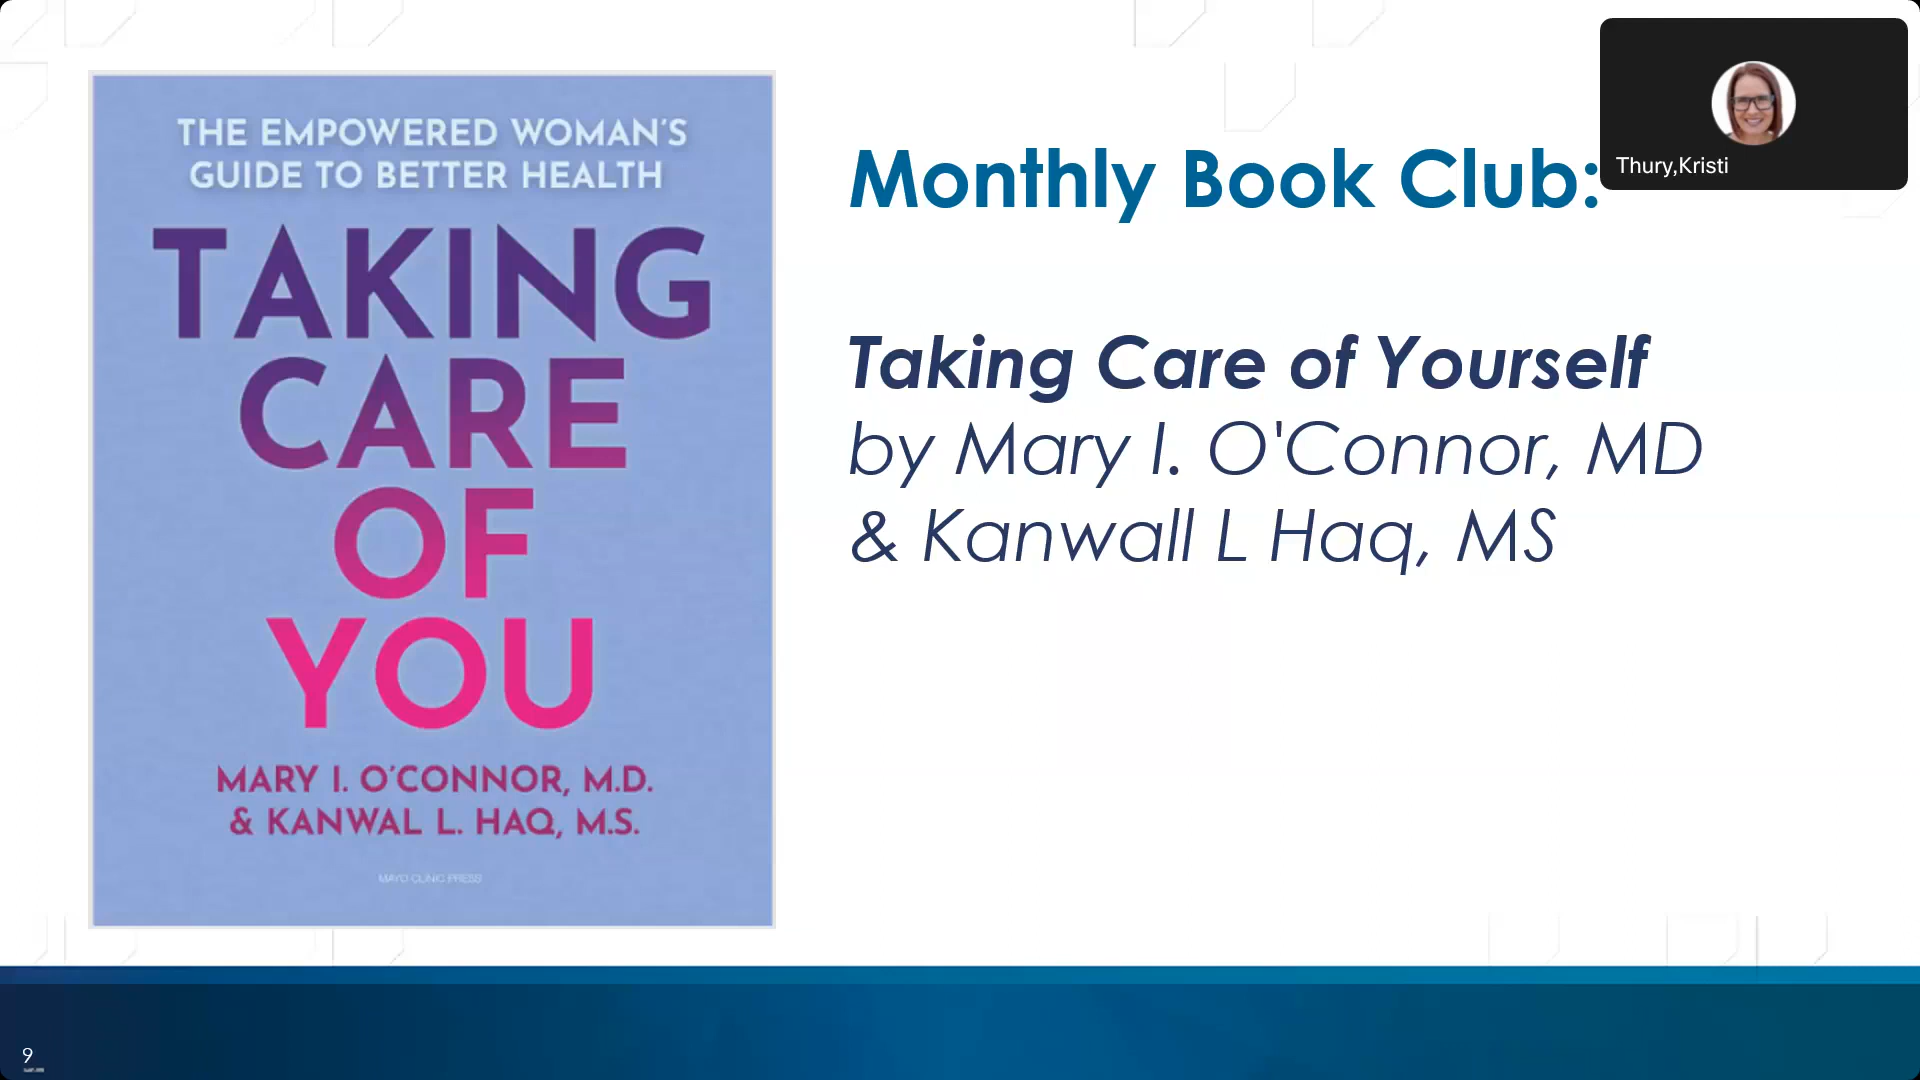 THE EMPOWERED WOMAN'S
GUIDE TO BETTER HEALTH
TAKING
CARE
OF
YOU
MARY I. O'CONNOR, M.D.
& KANWAL L. HAQ, M.S.
MAYO CLINIC PRESS
Monthly Book Club:
Taking Care of Yourself
by Mary I. O'Connor, MD
& Kanwall L Haq, MS
Thury,Kristi
9